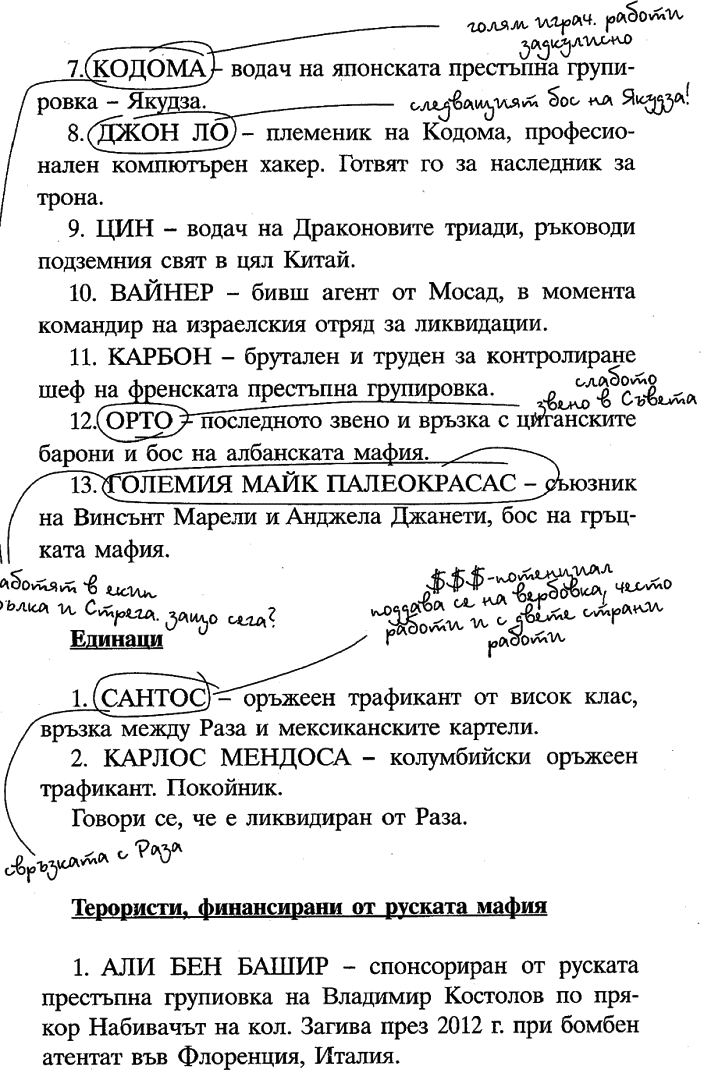 голям играч. работи
задкулисно
7. КОДОМА – водач на японската престъпна групи-
ровка – Якудза.
следващият бос на Якудза!
8. ДЖОН ЛО – племеник на Кодома, професио-
нален компютърен хакер. Готвят го за наследник за
трона.
9. ЦИН – водач на Драконовите триади, ръководи
подземния свят в цял Китай.
10. ВАЙНЕР – бивш агент от Мосад, в момента
командир на израелския отряд за ликвидации.
11. КАРБОН – брутален и труден за контролиране
шеф на френската престъпна групировка.
слабото
звено в Съвета
12. ОРТО – последното звено и връзка с циганските
барони и бос на албанската мафия.
13. ГОЛЕМИЯ МАЙК ПАЛЕОКРАСАС – съюзник
на Винсънт Марели и Анджела Джанети, бос на гръц-
ката мафия.
аботят в екип
ълка и Стрега. защо сега?
$$$-потенциал
поддава се на вербовка, често
работи и с двете страни
работи
Единаци
1. САНТОС – оръжеен трафикант от висок клас,
връзка между Раза и мексиканските картели.
2. КАРЛОС МЕНДОСА – колумбийски оръжеен
трафикант. Покойник.
Говори се, че е ликвидиран от Раза.
свръзката с Раза
Терористи, финансирани от руската мафия
1. АЛИ БЕН БАШИР – спонсориран от руската
престъпна групиовка на Владимир Костолов по пря-
кор Набивачът на кол. Загива през 2012 г. при бомбен
атентат във Флоренция, Италия.